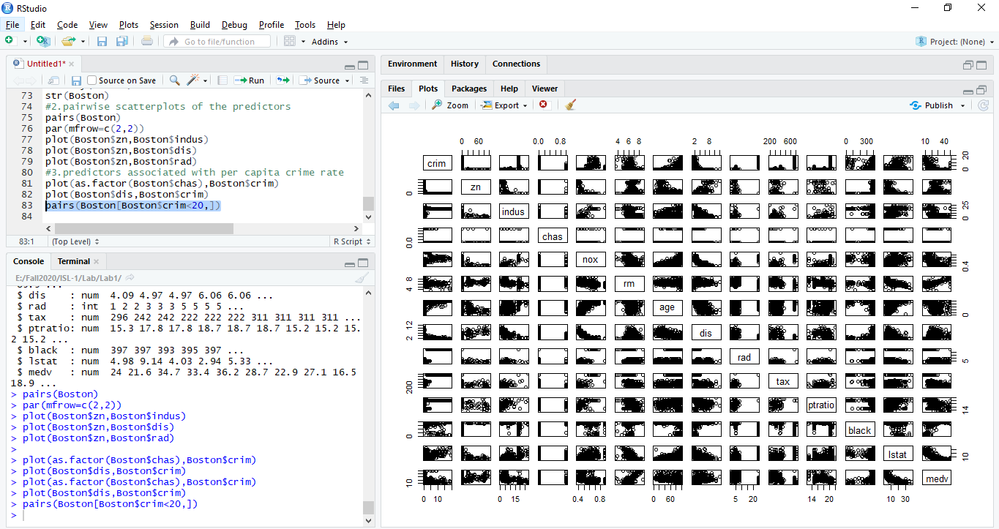 RStudio
File Edit Code View Plots Session Build Debug Profile Tools Help
Go to file/function Addins Project: (None)
Untitled1*
Source on Save Run Source
73 str(Boston)
74 #2.pairwise scatterplots of the predictors
75 pairs(Boston)
76 par(mfrow=c(2,2))
77 plot(Boston$zn,Boston$indus)
78 plot(Boston$zn,Boston$dis)
79 plot(Boston$zn,Boston$rad)
80 #3.predictors associated with per capita crime rate
81 plot(as.factor(Boston$chas),Boston$crim)
82 plot(Boston$dis,Boston$crim)
83 pairs(Boston[Boston$crim<20,])
84
83:1 (Top Level) R Script
Console Terminal
E:/Fall2020/ISL-1/Lab/Lab1/
$ dis : num 4.09 4.97 4.97 6.06 6.06 ...
$ rad : int 1 2 2 3 3 3 5 5 5 5 ...
$ tax : num 296 242 242 222 222 222 311 311 311 311 ...
$ ptratio: num 15.3 17.8 17.8 18.7 18.7 18.7 15.2 15.2 15.
2 15.2 ...
$ black : num 397 397 393 395 397 ...
$ lstat : num 4.98 9.14 4.03 2.94 5.33 ...
$ medv : num 24 21.6 34.7 33.4 36.2 28.7 22.9 27.1 16.5
18.9 ...
> pairs(Boston)
> par(mfrow=c(2,2))
> plot(Boston$zn,Boston$indus)
> plot(Boston$zn,Boston$dis)
> plot(Boston$zn,Boston$rad)
>
> plot(as.factor(Boston$chas),Boston$crim)
> plot(Boston$dis,Boston$crim)
> plot(as.factor(Boston$chas),Boston$crim)
> plot(Boston$dis,Boston$crim)
> pairs(Boston[Boston$crim<20,])
>
Environment History Connections
Files Plots Packages Help Viewer
Zoom Export Publish
0 60 0.0 0.8 4 6 8 2 8 200 600 0 300 10 40
crim 0 20
0 zn
indus 0 25
0.0 chas
nox 0.4
4 8 rm
age 0
2 12 dis
rad 5
200 tax
ptratio 14
0 black
lstat 10
10 medv
0 10 0 15 0.4 0.8 0 60 5 20 14 20 10 30